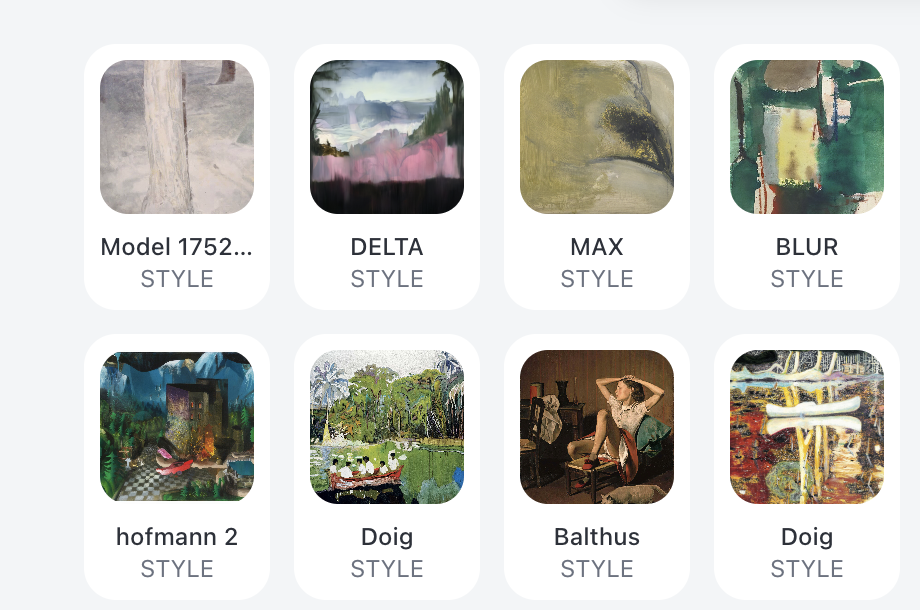 Model 1752...
STYLE
DELTA
STYLE
MAX
STYLE
BLUR
STYLE
hofmann 2
STYLE
Doig
STYLE
Balthus
STYLE
Doig
STYLE